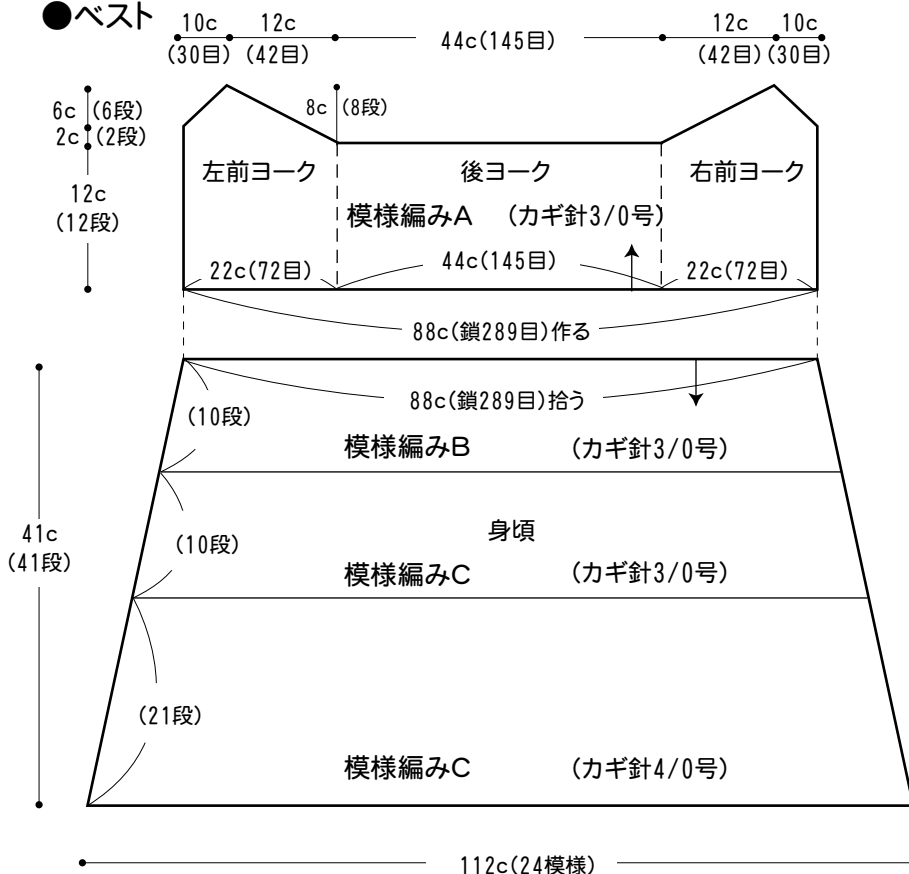 ●ベスト
10c 12c 44c(145目) 12c 10c
(30目) (42目) (42目) (30目)
6c (6段) 8c (8段)
2c (2段)
12c
(12段)
左前ヨーク 後ヨーク 右前ヨーク
模様編みA (カギ針3/0号)
22c(72目) 44c(145目) 22c(72目)
88c(鎖289目)作る
88c(鎖289目)拾う
(10段)
模様編みB (カギ針3/0号)
41c
(41段)
身頃
(10段)
模様編みC (カギ針3/0号)
(21段)
模様編みC (カギ針4/0号)
112c(24模様)